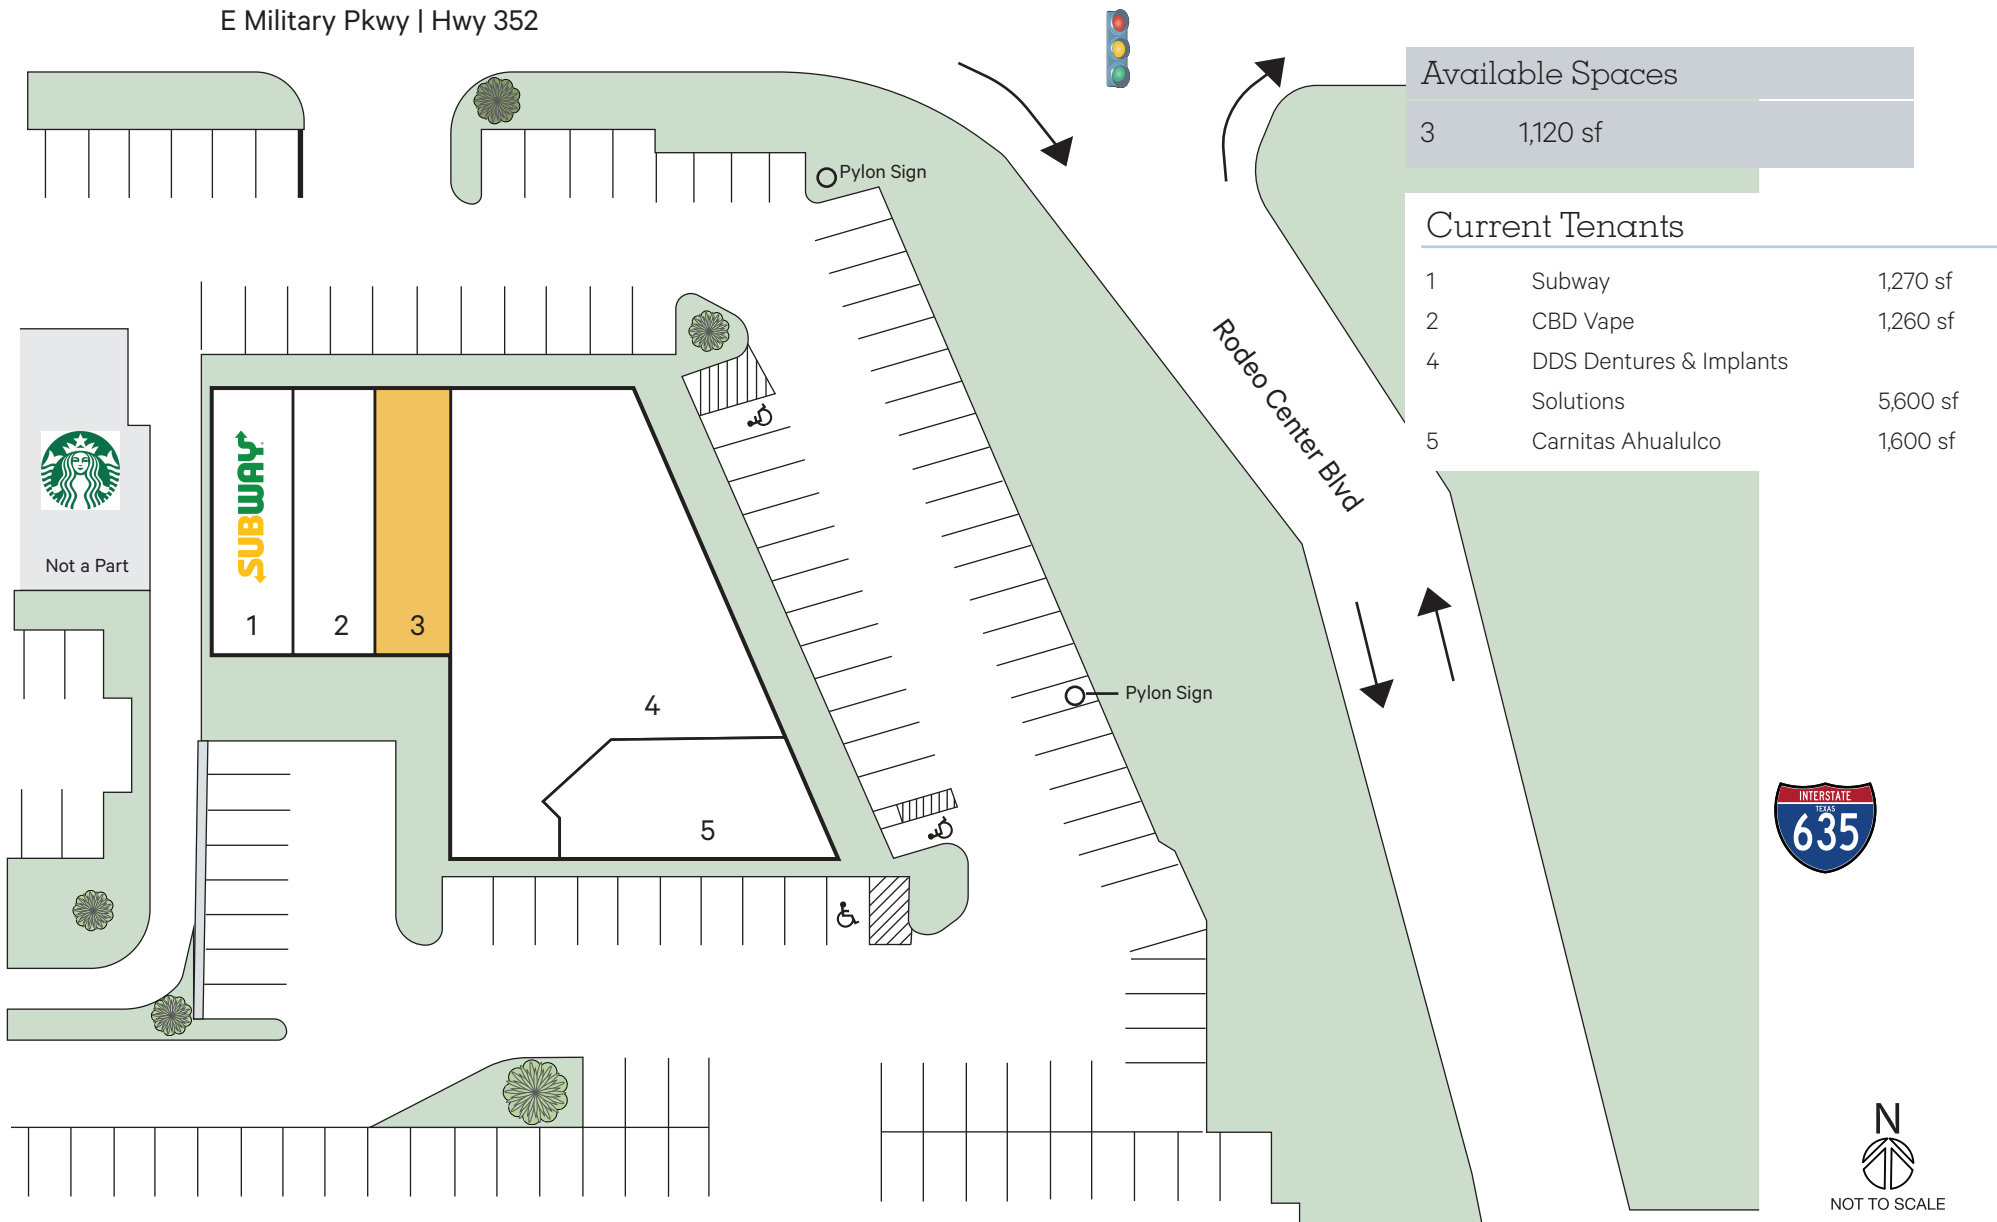 E Military Pkwy | Hwy 352
Available Spaces
3 1,120 sf
Pylon Sign
Current Tenants
1 Subway 1,270 sf
2 CBD Vape 1,260 sf
4 DDS Dentures & Implants
Solutions 5,600 sf
5 Carnitas Ahualulco 1,600 sf
Rodeo Center Blvd
SUBWAY
Not a Part
1
2
3
4
5
Pylon Sign
INTERSTATE
TEXAS
635
N
NOT TO SCALE